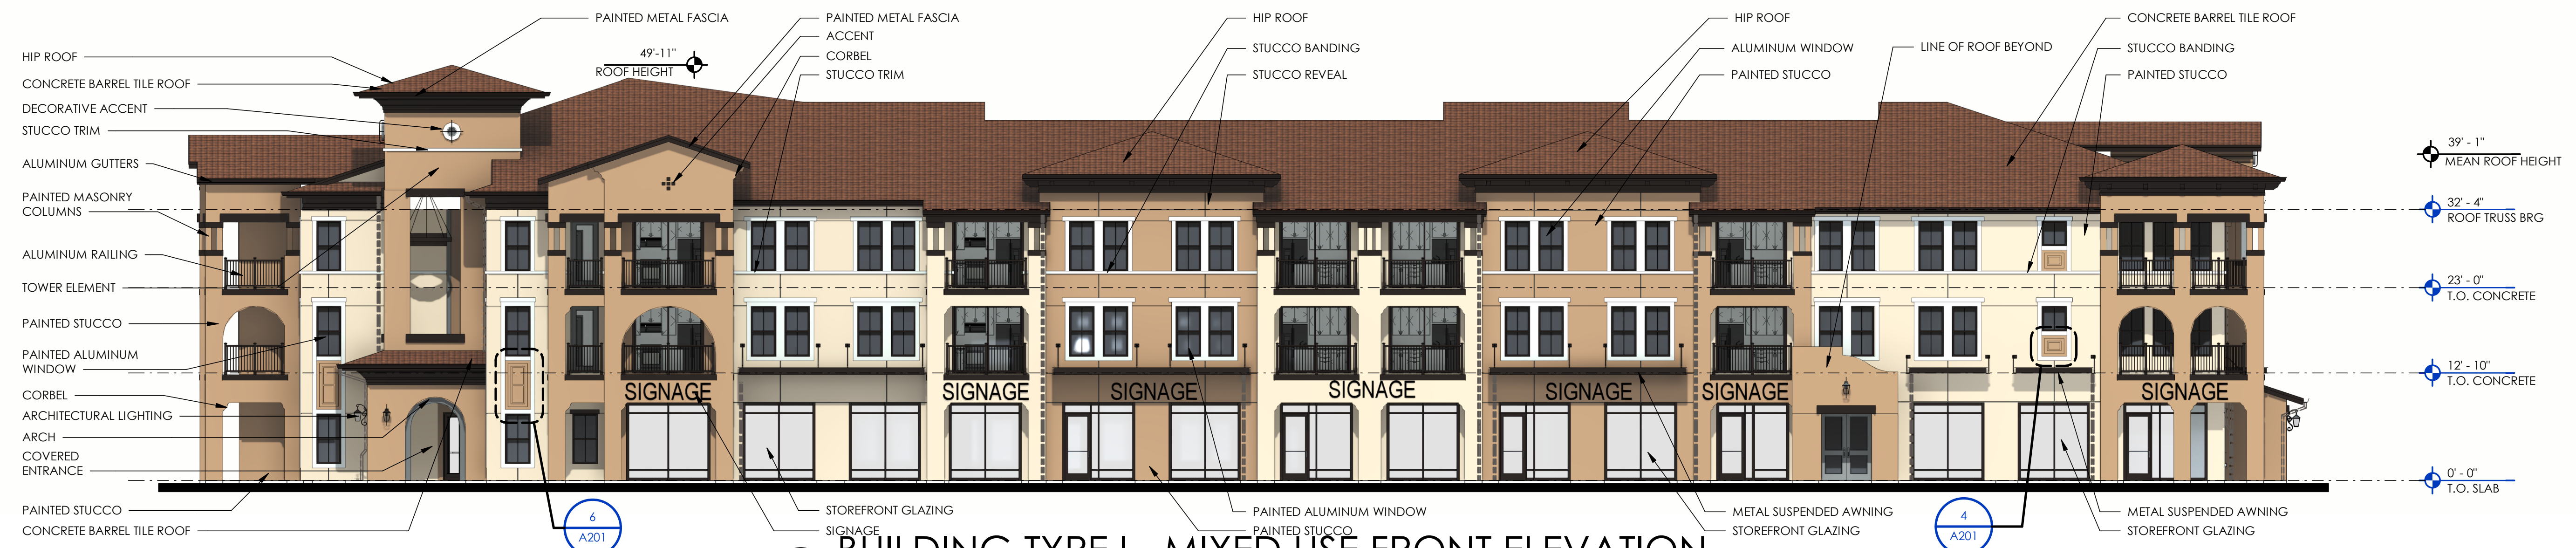 PAINTED METAL FASCIA
PAINTED METAL FASCIA
HIP ROOF
HIP ROOF
CONCRETE BARREL TILE ROOF
ACCENT
49'-11"
ROOF HEIGHT
CORBEL
STUCCO TRIM
STUCCO BANDING
STUCCO REVEAL
ALUMINUM WINDOW
PAINTED STUCCO
LINE OF ROOF BEYOND
STUCCO BANDING
PAINTED STUCCO
HIP ROOF
CONCRETE BARREL TILE ROOF
DECORATIVE ACCENT
STUCCO TRIM
ALUMINUM GUTTERS
PAINTED MASONRY
COLUMNS
ALUMINUM RAILING
TOWER ELEMENT
PAINTED STUCCO
PAINTED ALUMINUM
WINDOW
CORBEL
ARCHITECTURAL LIGHTING
ARCH
COVERED
ENTRANCE
PAINTED STUCCO
CONCRETE BARREL TILE ROOF
39' - 1"
MEAN ROOF HEIGHT
32' - 4"
ROOF TRUSS BRG
23' - 0"
T.O. CONCRETE
12' - 10"
T.O. CONCRETE
0' - 0"
T.O. SLAB
SIGNAGE
SIGNAGE
SIGNAGE
SIGNAGE
SIGNAGE
SIGNAGE
SIGNAGE
6
A201
STOREFRONT GLAZING
SIGNAGE
PAINTED ALUMINUM WINDOW
PAINTED STUCCO
METAL SUSPENDED AWNING
STOREFRONT GLAZING
4
A201
METAL SUSPENDED AWNING
STOREFRONT GLAZING
BUILDING TYPE I - MIXED USE FRONT ELEVATION